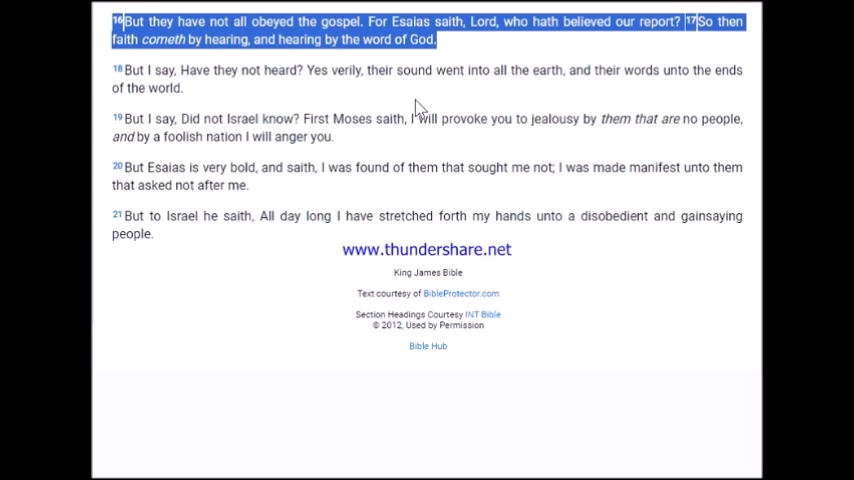 16But they have not all obeyed the gospel. For Esaias saith, Lord, who hath believed our report? 17So then
faith cometh by hearing, and hearing by the word of God.
18But I say, Have they not heard? Yes verily, their sound went into all the earth, and their words unto the ends
of the world.
19But I say, Did not Israel know? First Moses saith, I will provoke you to jealousy by them that are no people,
and by a foolish nation I will anger you.
20But Esaias is very bold, and saith, I was found of them that sought me not; I was made manifest unto them
that asked not after me.
21But to Israel he saith, All day long I have stretched forth my hands unto a disobedient and gainsaying
people.
www.thundershare.net
King James Bible
Text courtesy of BibleProtector.com
Section Headings Courtesy INT Bible
© 2012, Used by Permission
Bible Hub